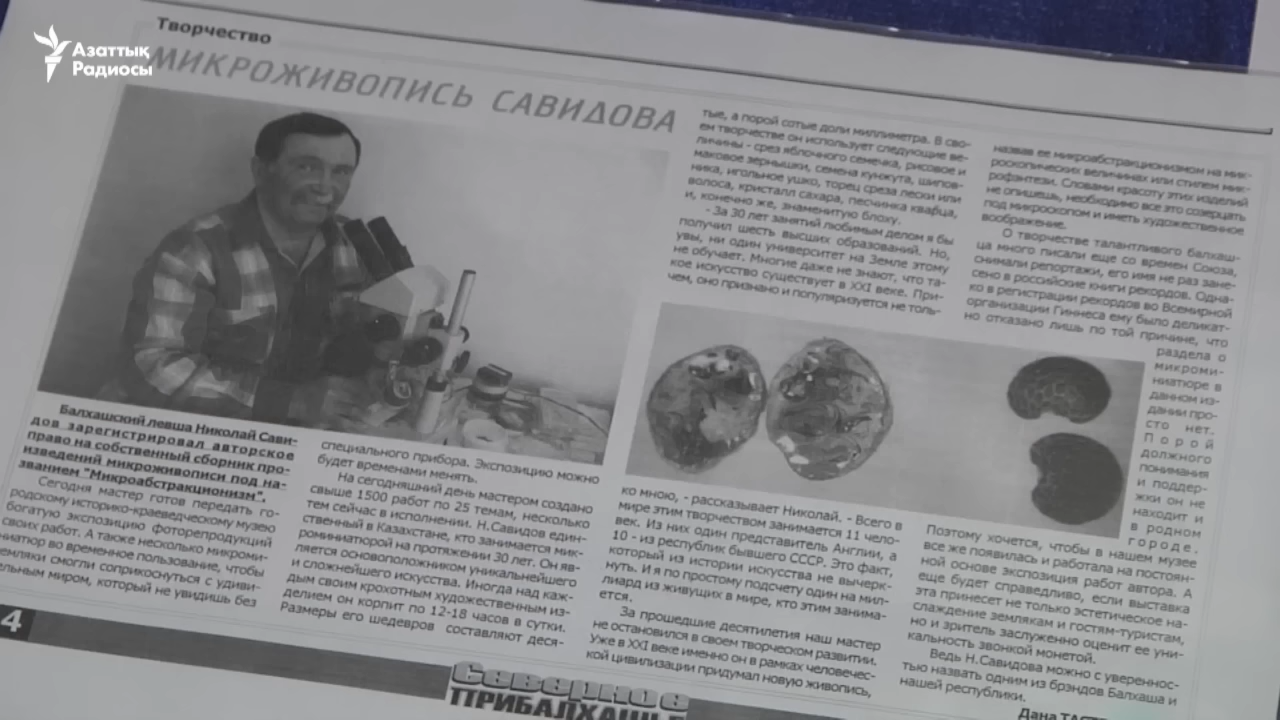 Азаттық
Радиосы
Творчество
МИКРОЖИВОПИСЬ САВИДОВА
Балхашский левша Николай Сави-
дов зарегистрировал авторское
право на собственный сборник про-
изведений микроживописи под на-
званием "Микроабстракционизм".
Сегодня мастер готов передать го-
родскому историко-краеведческому музею
богатую экспозицию фоторепродукций
своих работ. А также несколько микроми-
ниатюр во временное пользование, чтобы
земляки смогли соприкоснуться с удиви-
ельным миром, который не увидишь без
специального прибора. Экспозицию можно
будет временами менять.
На сегодняшний день мастером создано
свыше 1500 работ по 25 темам, несколько
тем сейчас в исполнении. Н.Савидов един-
ственный в Казахстане, кто занимается мик-
роминиатюрой на протяжении 30 лет. Он яв-
ляется основоположником уникальнейшего
и сложнейшего искусства. Иногда над каж-
дым своим крохотным художественным из-
делием он корпит по 12-18 часов в сутки.
Размеры его шедевров составляют деся-
тые, а порой сотые доли миллиметра. В сво-
ем творчестве он использует следующие ве-
личины - срез яблочного семечка, рисовое и
маковое зернышки, семена кунжута, шипов-
ника, игольное ушко, торец среза лески или
волоса, кристалл сахара, песчинка кварца,
и, конечно же, знаменитую блоху.
- За 30 лет занятий любимым делом я бы
получил шесть высших образований. Но,
увы, ни один университет на Земле этому
не обучает. Многие даже не знают, что та-
кое искусство существует в XXI веке. При-
чем, оно признано и популяризуется не толь-
ко мною, - рассказывает Николай. - Всего в
мире этим творчеством занимается 11 чело-
век. Из них один представитель Англии, а
10 - из республик бывшего СССР. Это факт,
который из истории искусства не вычерк-
нуть. И я по простому подсчету один на мил-
лиард из живущих в мире, кто этим занима-
ется.
За прошедшие десятилетия наш мастер
не остановился в своем творческом развитии.
Уже в XXI веке именно он в рамках человечес-
кой цивилизации придумал новую живопись,
назвав ее микроабстракционизмом на мик-
роскопических величинах или стилем мик-
рофантези. Словами красоту этих изделий
не опишешь, необходимо все это созерцать
под микроскопом и иметь художественное
воображение.
О творчестве талантливого балхаш-
ца много писали еще со времен Союза,
снимали репортажи, его имя не раз зане-
сено в российские книги рекордов. Одна-
ко в регистрации рекордов во Всемирной
организации Гиннеса ему было деликат-
но отказано лишь по той причине, что
раздела о
микроми-
ниатюре в
данном из-
дании про-
сто нет.
Порой
должного
понимания
и поддер-
жки он не
находит и
в родном
городе.
Поэтому хочется, чтобы в нашем музее
все же появилась и работала на постоян-
ной основе экспозиция работ автора. А
еще будет справедливо, если выставка
эта принесет не только эстетическое на-
слаждение землякам и гостям-туристам,
но и зритель заслуженно оценит ее уни-
кальность звонкой монетой.
Ведь Н.Савидова можно с увереннос-
тью назвать одним из брэндов Балхаша и
нашей республики.
Дана
4
Северное
ПРИБАЛХАШЬЕ